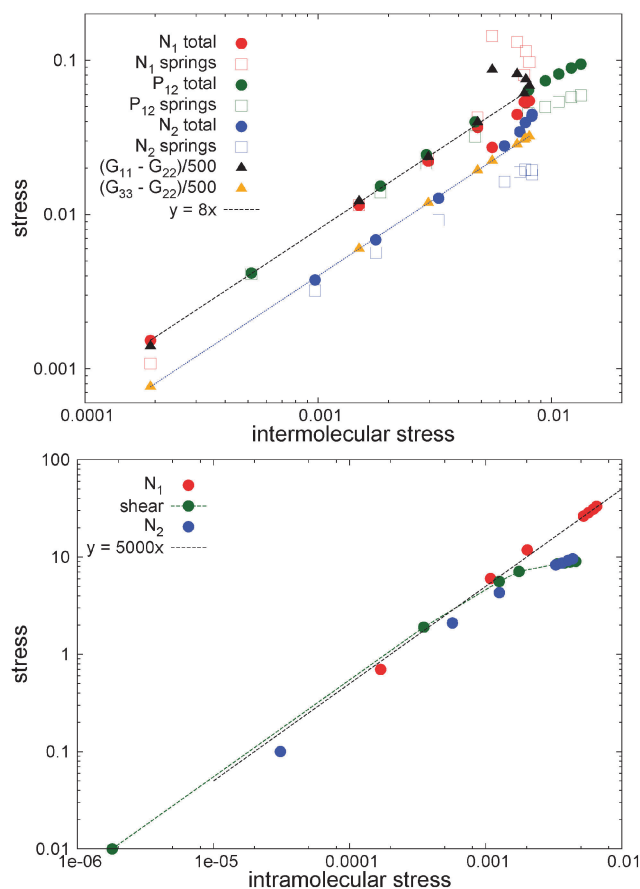 0.1
0.01
0.001
stress
N1 total
N1 springs
P12 total
P12 springs
N2 total
N2 springs
(G11 - G22)/500
(G33 - G22)/500
y = 8x
0.0001 0.001 0.01
intermolecular stress
100
10
1
0.1
0.01
stress
N1
shear
N2
y = 5000x
1e-06 1e-05 0.0001 0.001 0.01
intramolecular stress